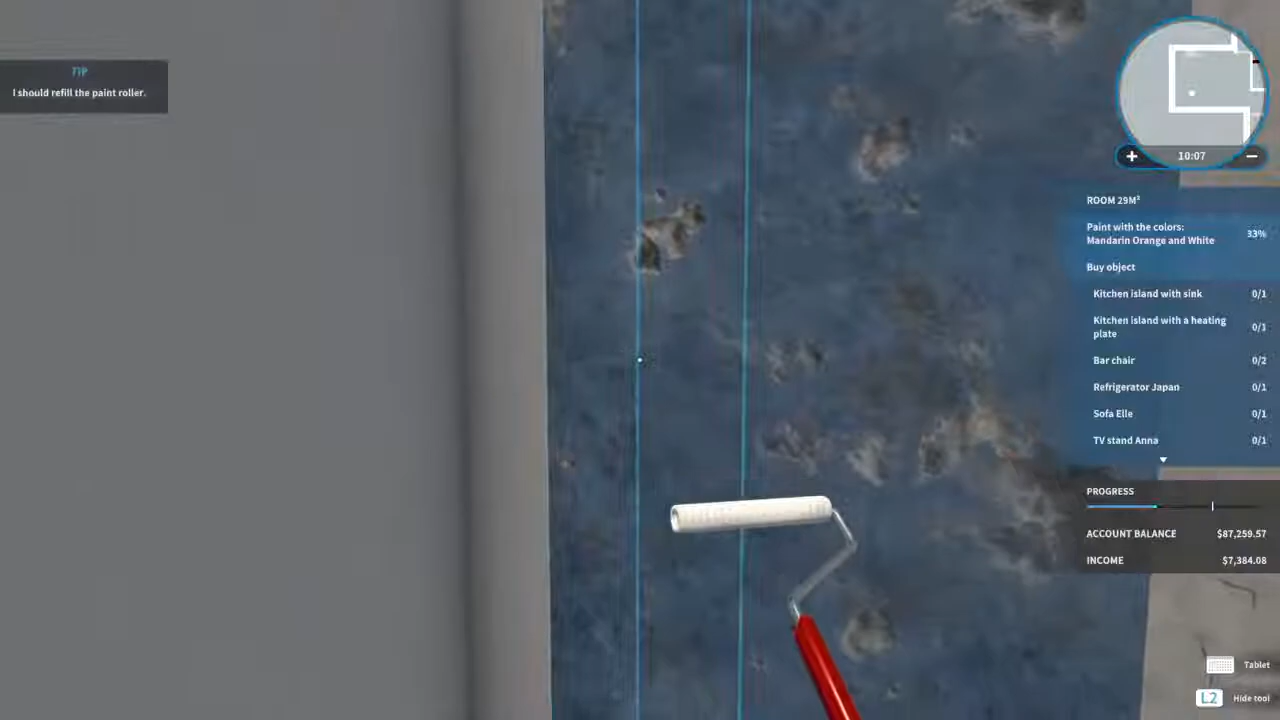 TIP
I should refill the paint roller.
10:07
ROOM 29M²
Paint with the colors:
Mandarin Orange and White
33%
Buy object
Kitchen island with sink 0/1
Kitchen island with a heating
plate
0/1
Bar chair 0/2
Refrigerator Japan 0/1
Sofa Elle 0/1
TV stand Anna 0/1
PROGRESS
ACCOUNT BALANCE $87,259.57
INCOME $7,384.08
Tablet
L2 Hide tool